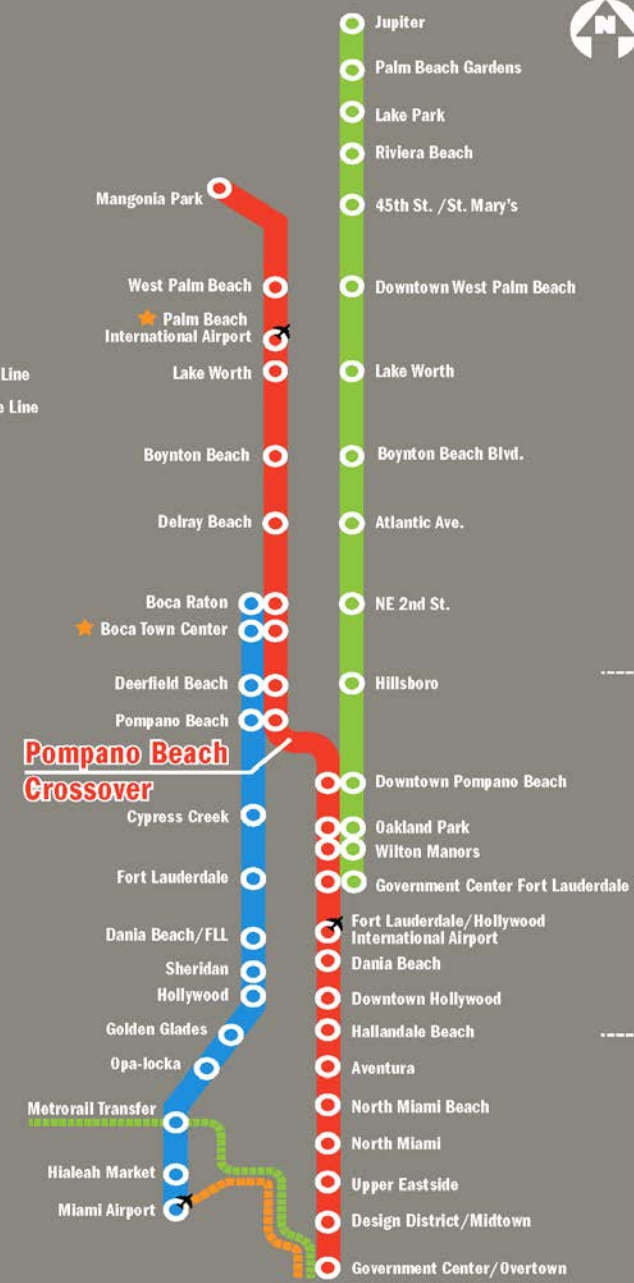 N
Jupiter
Palm Beach Gardens
Lake Park
Riviera Beach
Mangonia Park
45th St. /St. Mary's
West Palm Beach
Downtown West Palm Beach
Palm Beach
International Airport
Line
Lake Worth
Lake Worth
e Line
Boynton Beach
Boynton Beach Blvd.
Delray Beach
Atlantic Ave.
Boca Raton
NE 2nd St.
Boca Town Center
Deerfield Beach
Hillsboro
Pompano Beach
Pompano Beach
Crossover
Downtown Pompano Beach
Cypress Creek
Oakland Park
Wilton Manors
Fort Lauderdale
Government Center Fort Lauderdale
Dania Beach/FLL
Fort Lauderdale/Hollywood
International Airport
Sheridan
Dania Beach
Hollywood
Downtown Hollywood
Golden Glades
Hallandale Beach
Opa-locka
Aventura
Metrorail Transfer
North Miami Beach
North Miami
Hialeah Market
Upper Eastside
Miami Airport
Design District/Midtown
Government Center/Overtown